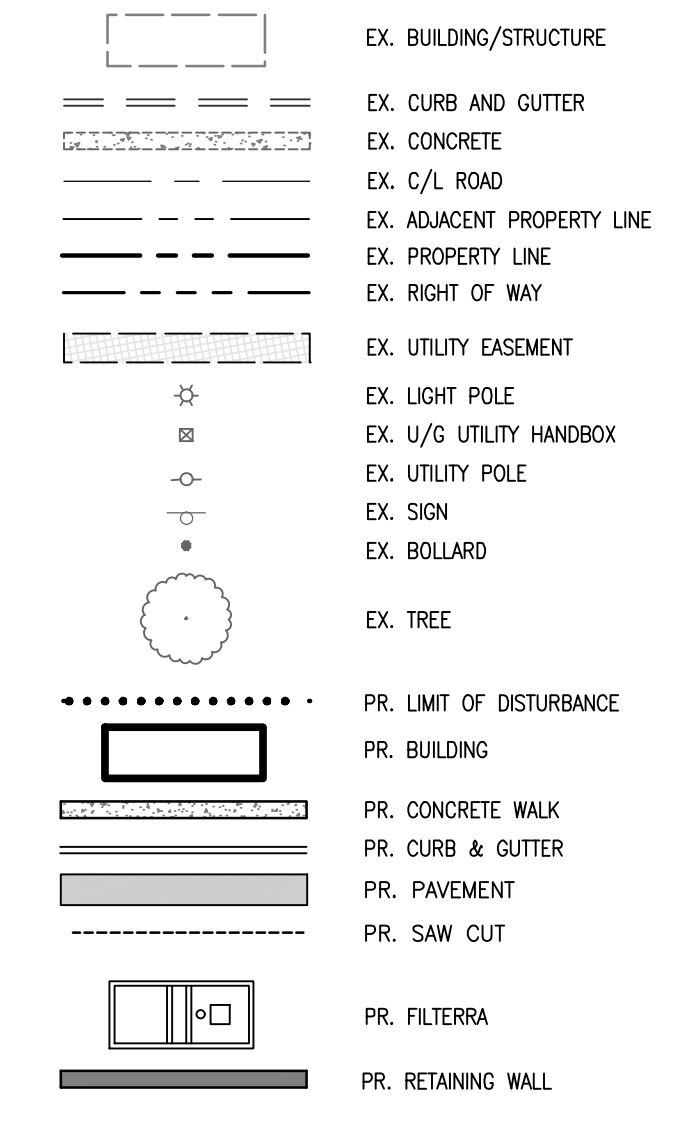 EX. BUILDING/STRUCTURE
EX. CURB AND GUTTER
EX. CONCRETE
EX. C/L ROAD
EX. ADJACENT PROPERTY LINE
EX. PROPERTY LINE
EX. RIGHT OF WAY
EX. UTILITY EASEMENT
EX. LIGHT POLE
EX. U/G UTILITY HANDBOX
EX. UTILITY POLE
EX. SIGN
EX. BOLLARD
EX. TREE
PR. LIMIT OF DISTURBANCE
PR. BUILDING
PR. CONCRETE WALK
PR. CURB & GUTTER
PR. PAVEMENT
PR. SAW CUT
PR. FILTERRA
PR. RETAINING WALL